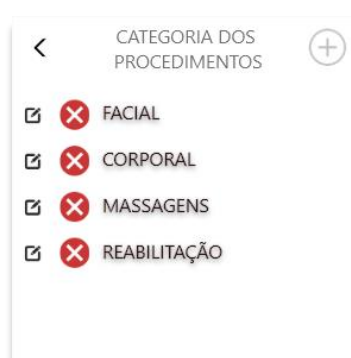 CATEGORIA DOS
PROCEDIMENTOS
FACIAL
CORPORAL
MASSAGENS
REABILITAÇÃO